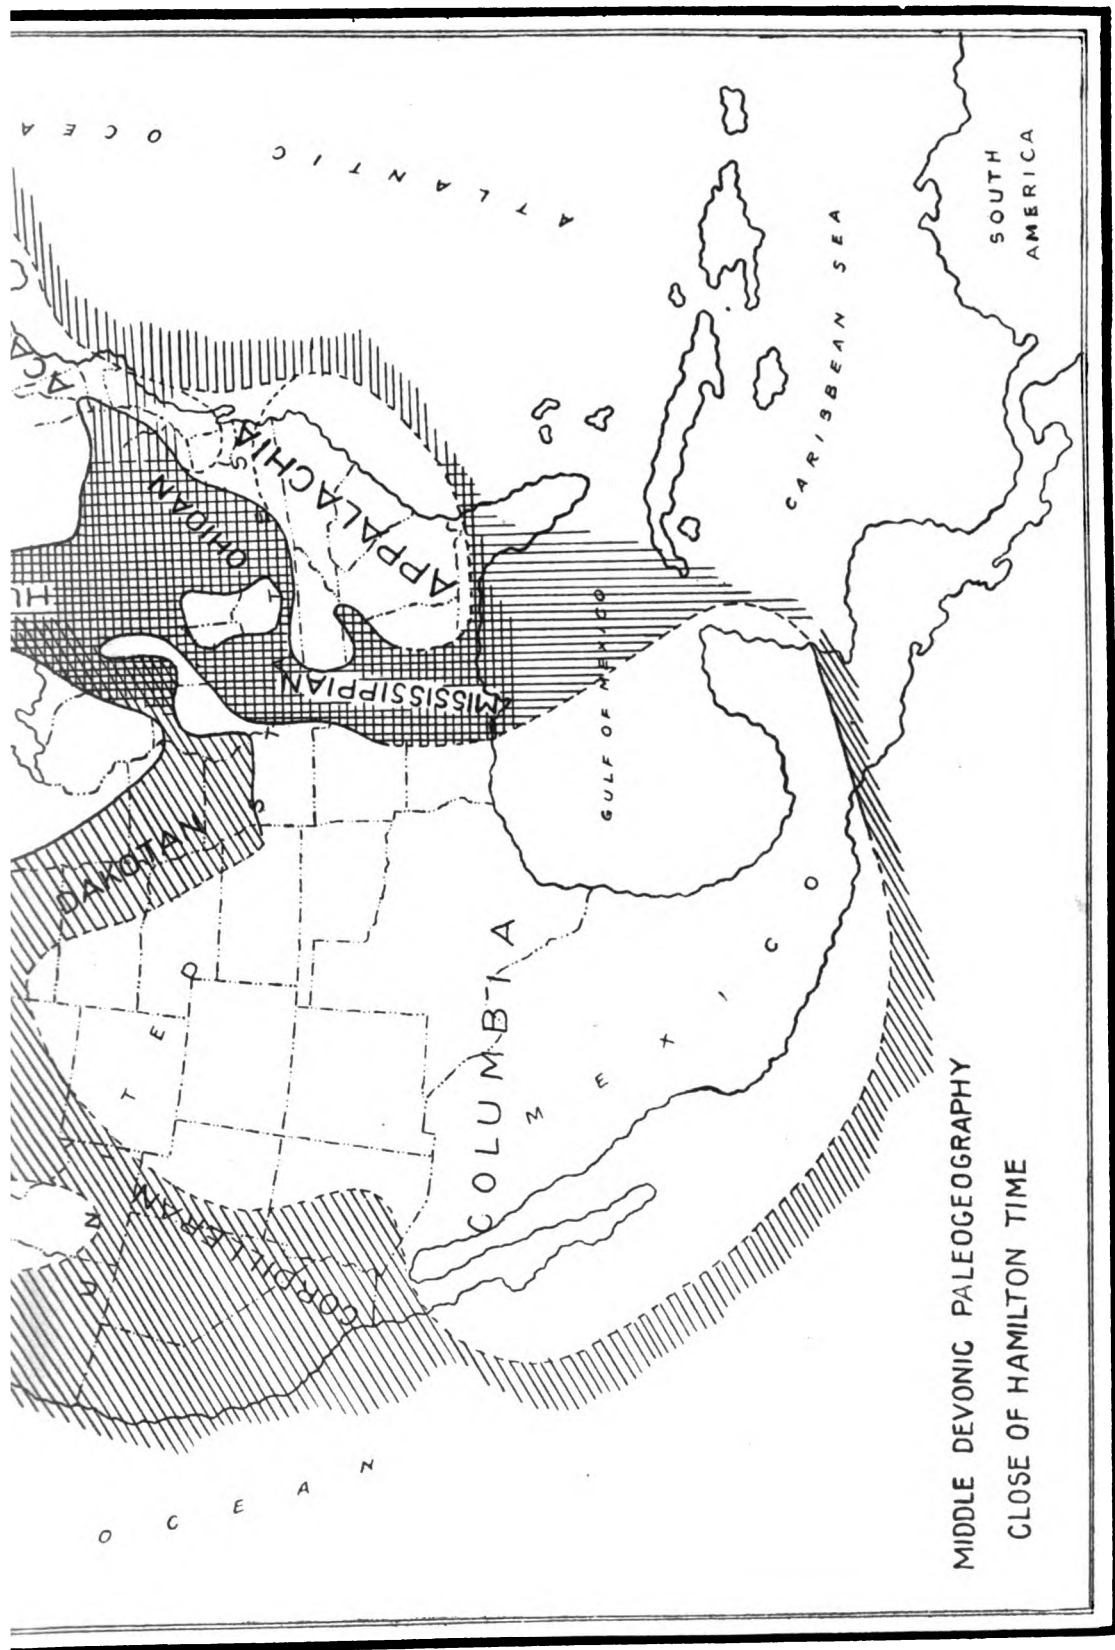 ATLANTIC OCEA
APPALACHIA
OHIOAN
MISSISSIPPIAN
DAKOTAN
CORDILLERAN
COLUMBIA
UNITED STATES
MEXICO
GULF OF MEXICO
CARIBBEAN SEA
SOUTH
AMERICA
OCEAN
MIDDLE DEVONIC PALEOGEOGRAPHY
CLOSE OF HAMILTON TIME